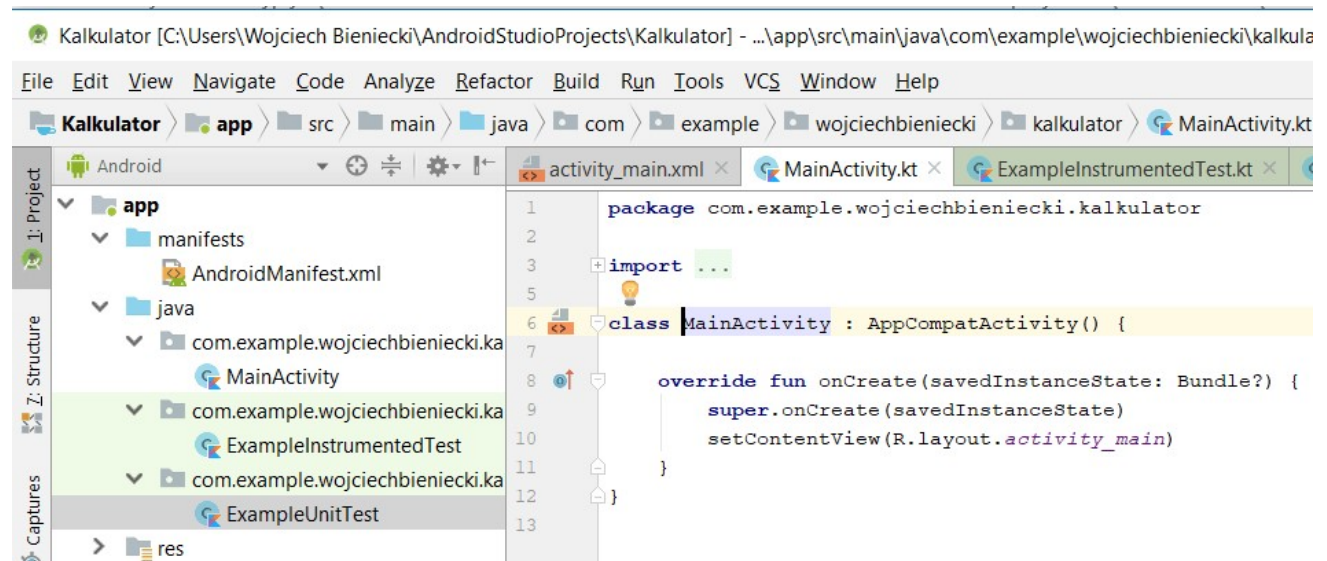 Kalkulator [C:\Users\Wojciech Bieniecki\AndroidStudioProjects\Kalkulator] - ...\app\src\main\java\com\example\wojciechbieniecki\kalkula
File Edit View Navigate Code Analyze Refactor Build Run Tools VCS Window Help
Kalkulator app src main java com example wojciechbieniecki kalkulator MainActivity.kt
1: Project
Z: Structure
Captures
Android
app
manifests
AndroidManifest.xml
java
com.example.wojciechbieniecki.ka
MainActivity
com.example.wojciechbieniecki.ka
ExampleInstrumentedTest
com.example.wojciechbieniecki.ka
ExampleUnitTest
res
activity_main.xml MainActivity.kt ExampleInstrumentedTest.kt
1 package com.example.wojciechbieniecki.kalkulator
2
3 import ...
5
6 class MainActivity : AppCompatActivity() {
7
8 override fun onCreate(savedInstanceState: Bundle?) {
9 super.onCreate(savedInstanceState)
10 setContentView(R.layout.activity_main)
11 }
12 }
13